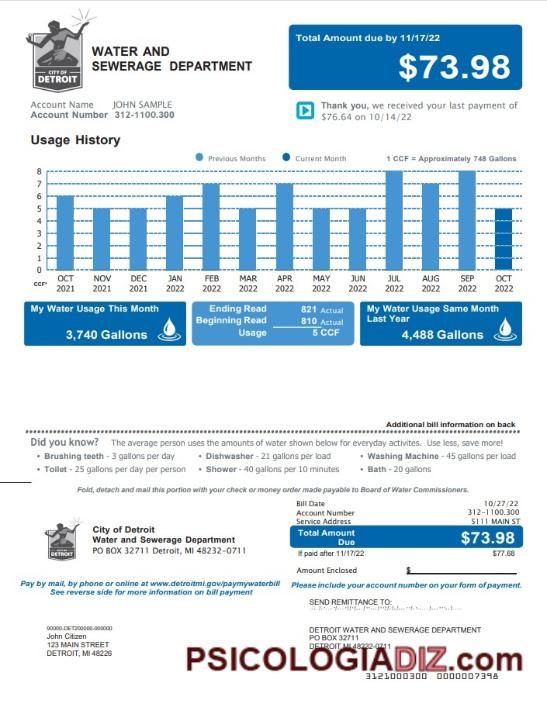 CITY OF
DETROIT
WATER AND
SEWERAGE DEPARTMENT
Total Amount due by 11/17/22
$73.98
Account Name JOHN SAMPLE
Account Number 312-1100.300
Thank you, we received your last payment of
$76.64 on 10/14/22
Usage History
Previous Months Current Month 1 CCF = Approximately 748 Gallons
8
7
6
5
4
3
2
1
0
CCF*
OCT NOV DEC JAN FEB MAR APR MAY JUN JUL AUG SEP OCT
2021 2021 2021 2022 2022 2022 2022 2022 2022 2022 2022 2022 2022
My Water Usage This Month
3,740 Gallons
Ending Read 821 Actual
Beginning Read 810 Actual
Usage 5 CCF
My Water Usage Same Month
Last Year
4,488 Gallons
Additional bill information on back
Did you know? The average person uses the amounts of water shown below for everyday activites. Use less, save more!
• Brushing teeth - 3 gallons per day • Dishwasher - 21 gallons per load • Washing Machine - 45 gallons per load
• Toilet - 25 gallons per day per person • Shower - 40 gallons per 10 minutes • Bath - 20 gallons
Fold, detach and mail this portion with your check or money order made payable to Board of Water Commissioners.
CITY OF
DETROIT
City of Detroit
Water and Sewerage Department
PO BOX 32711 Detroit, MI 48232-0711
Bill Date 10/27/22
Account Number 312-1100.300
Service Address 5111 MAIN ST
Total Amount
Due $73.98
If paid after 11/17/22 $77.68
Amount Enclosed $
Pay by mail, by phone or online at www.detroitmi.gov/paymywaterbill
See reverse side for more information on bill payment
Please include your account number on your form of payment.
SEND REMITTANCE TO:
90000-DET200000-000000
John Citizen
123 MAIN STREET
DETROIT, MI 48226
DETROIT WATER AND SEWERAGE DEPARTMENT
PO BOX 32711
DETROIT, MI 48232-0711
PSICOLOGIADIZ.com
3121000300 0000007398